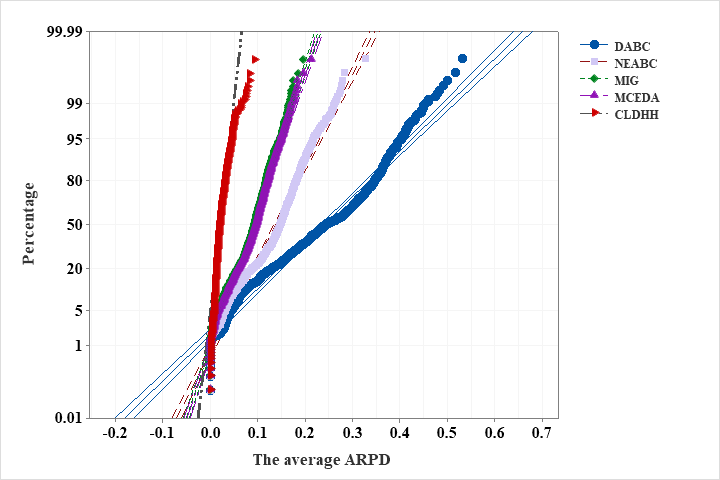 99.99
99
95
80
50
20
5
1
0.01
Percentage
-0.2 -0.1 0.0 0.1 0.2 0.3 0.4 0.5 0.6 0.7
The average ARPD
DABC
NEABC
MIG
MCEDA
CLDHH